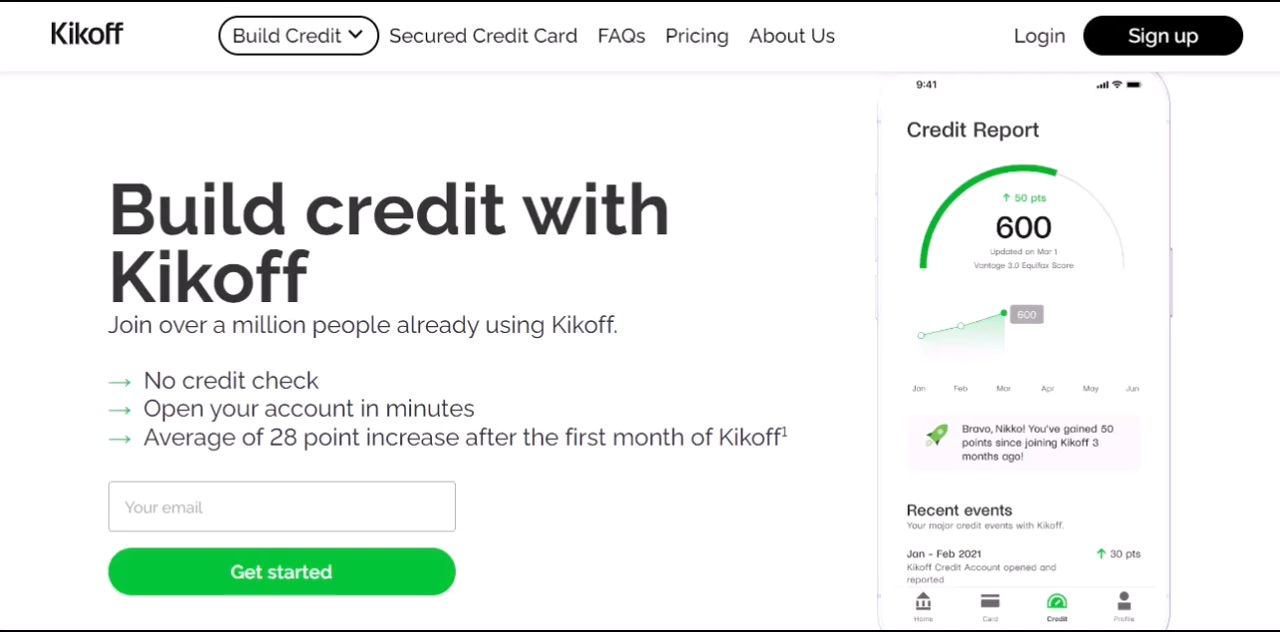 Kikoff
Build Credit
Secured Credit Card
FAQs
Pricing
About Us
Login
Sign up
Build credit with
Kikoff
Join over a million people already using Kikoff.
→ No credit check
→ Open your account in minutes
→ Average of 28 point increase after the first month of Kikoff¹
Your email
Get started
9:41
Credit Report
↑ 50 pts
600
Updated on Mar 1
Vantage 3.0 Equifax Score
600
Jan Feb Mar Apr May Jun
Bravo, Nikko! You've gained 50
points since joining Kikoff 3
months ago!
Recent events
Your major credit events with Kikoff.
Jan - Feb 2021 ↑ 30 pts
Kikoff Credit Account opened and
reported
Home Card Credit Profile